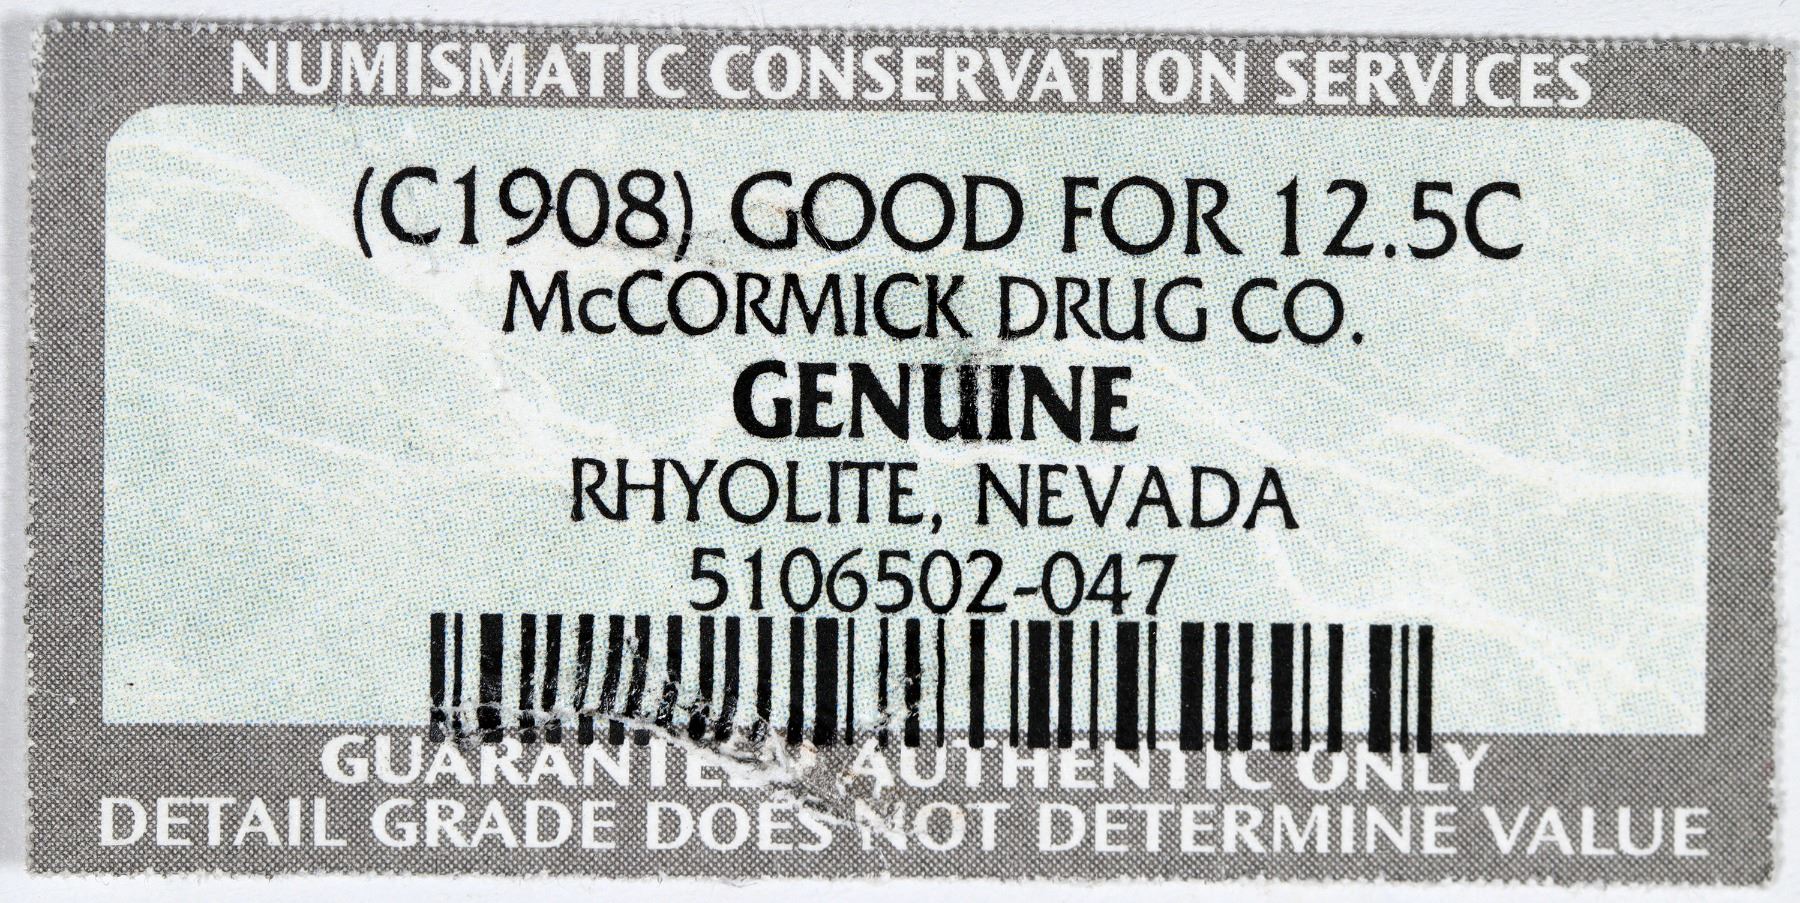 NUMISMATIC CONSERVATION SERVICES
(C1908) GOOD FOR 12.5C
McCORMICK DRUG CO.
GENUINE
RHYOLITE, NEVADA
5106502-047
GUARANTEED AUTHENTIC ONLY
DETAIL GRADE DOES NOT DETERMINE VALUE